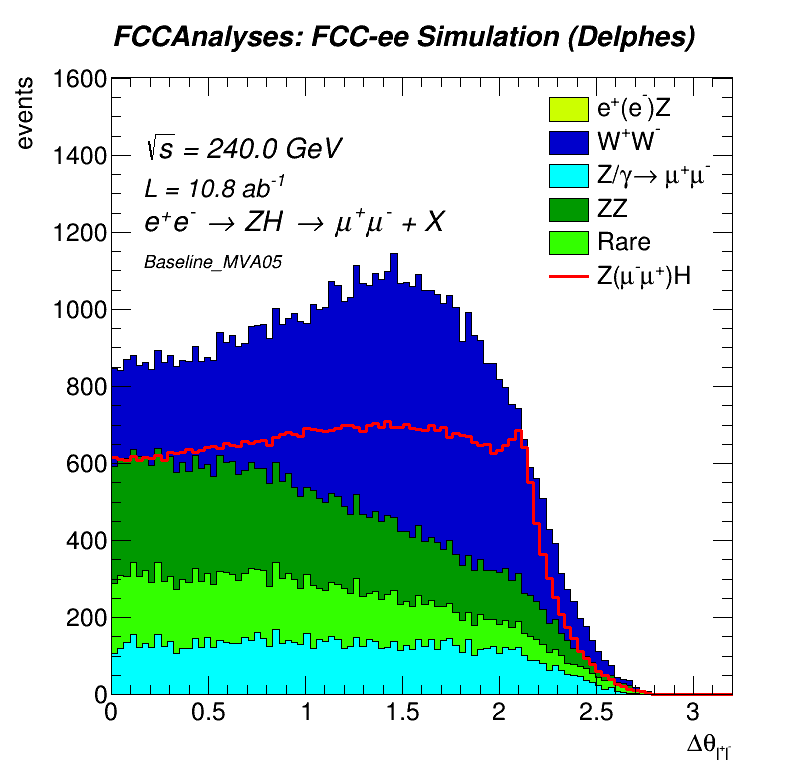 FCCAnalyses: FCC-ee Simulation (Delphes)
events
1600
1400
1200
1000
800
600
400
200
0
√s = 240.0 GeV
L = 10.8 ab⁻¹
e⁺e⁻ → ZH → μ⁺μ⁻ + X
Baseline_MVA05
e⁺(e⁻)Z
W⁺W⁻
Z/γ→ μ⁺μ⁻
ZZ
Rare
Z(μ⁻μ⁺)H
0 0.5 1 1.5 2 2.5 3
Δθ_l⁺l⁻